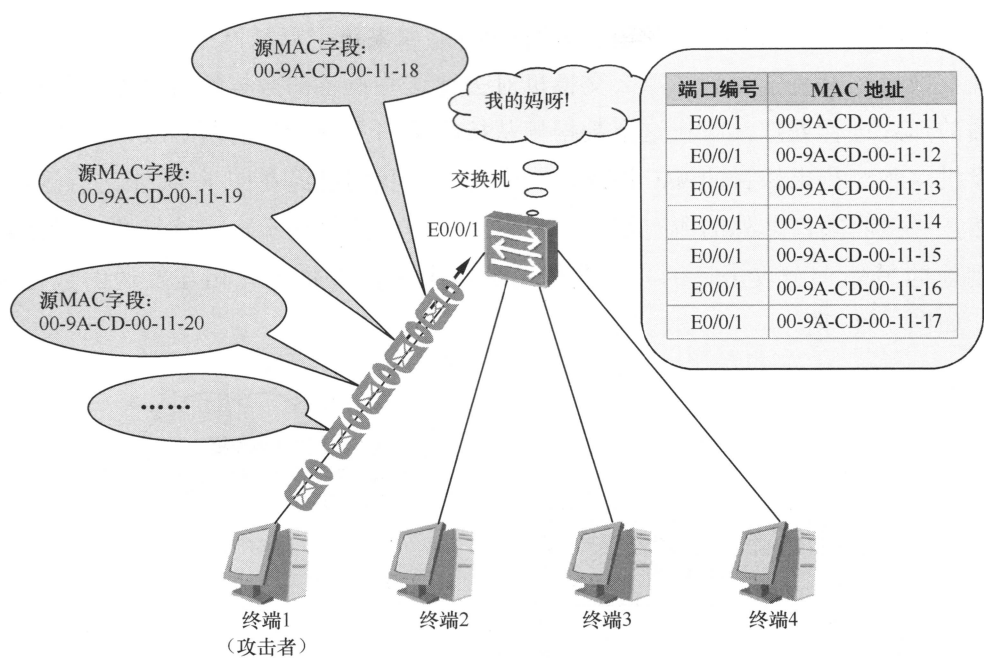 源MAC字段：
00-9A-CD-00-11-18
我的妈呀!
端口编号 MAC 地址
E0/0/1 00-9A-CD-00-11-11
E0/0/1 00-9A-CD-00-11-12
E0/0/1 00-9A-CD-00-11-13
E0/0/1 00-9A-CD-00-11-14
E0/0/1 00-9A-CD-00-11-15
E0/0/1 00-9A-CD-00-11-16
E0/0/1 00-9A-CD-00-11-17
源MAC字段：
00-9A-CD-00-11-19
交换机
E0/0/1
源MAC字段：
00-9A-CD-00-11-20
……
终端1
（攻击者）
终端2
终端3
终端4